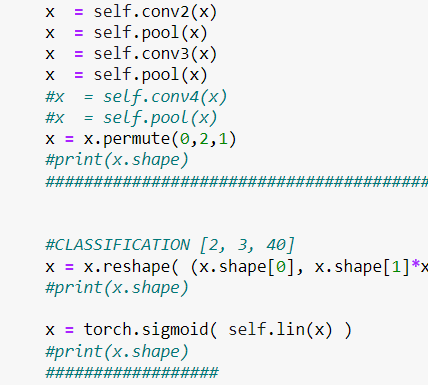 x = self.conv2(x)
x = self.pool(x)
x = self.conv3(x)
x = self.pool(x)
#x = self.conv4(x)
#x = self.pool(x)
x = x.permute(0,2,1)
#print(x.shape)
########################################
#CLASSIFICATION [2, 3, 40]
x = x.reshape( (x.shape[0], x.shape[1]*x
#print(x.shape)
x = torch.sigmoid( self.lin(x) )
#print(x.shape)
##################